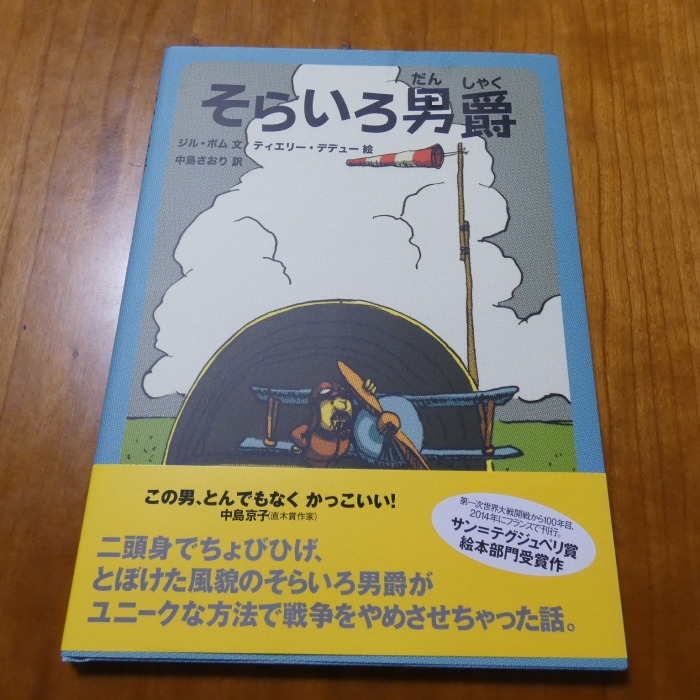 だん しゃく
そらいろ男爵
ジル・ボム 文 ティエリー・デデュー 絵
中島さおり 訳
この男、とんでもなく かっこいい!
中島京子(直木賞作家)
第一次世界大戦開戦から100年目、
2014年にフランスで刊行。
サン=テグジュペリ賞
絵本部門受賞作
二頭身でちょびひげ、
とぼけた風貌のそらいろ男爵が
ユニークな方法で戦争をやめさせちゃった話。